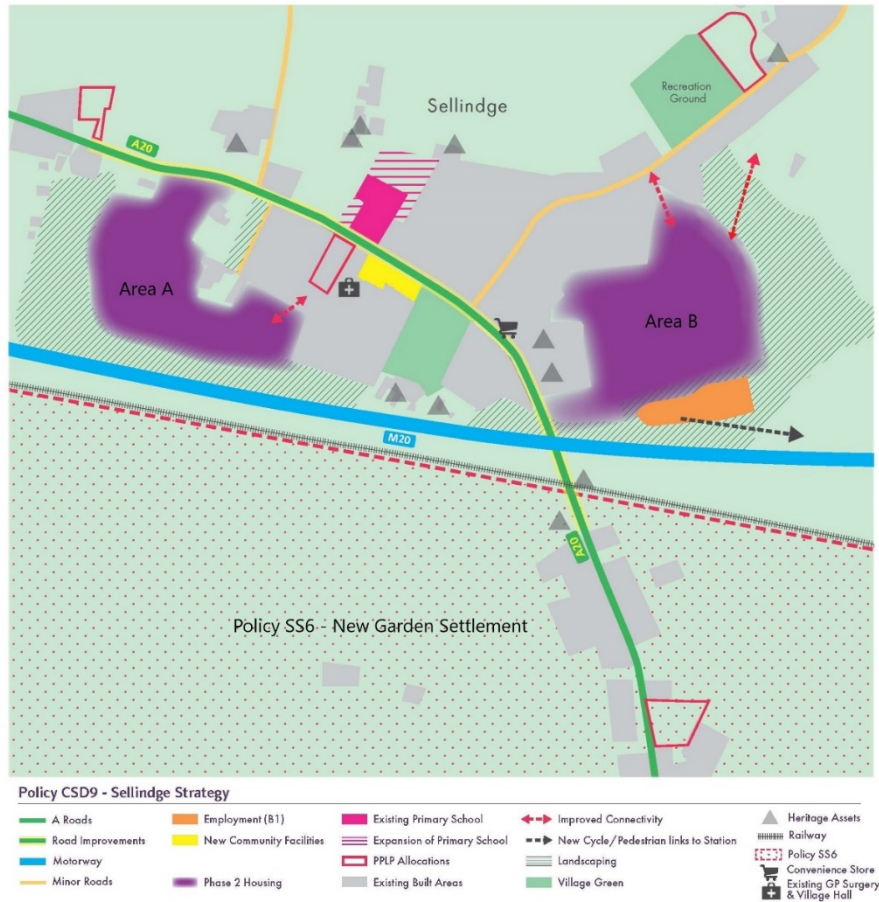 Recreation
Ground
Sellindge
A20
Area A
Area B
M20
A20
Policy SS6 - New Garden Settlement
Policy CSD9 - Sellindge Strategy
A Roads
Road Improvements
Motorway
Minor Roads
Employment (B1)
New Community Facilities
Phase 2 Housing
Existing Primary School
Expansion of Primary School
PPLP Allocations
Existing Built Areas
Improved Connectivity
New Cycle/Pedestrian links to Station
Landscaping
Village Green
Heritage Assets
Railway
Policy SS6
Convenience Store
Existing GP Surgery
& Village Hall